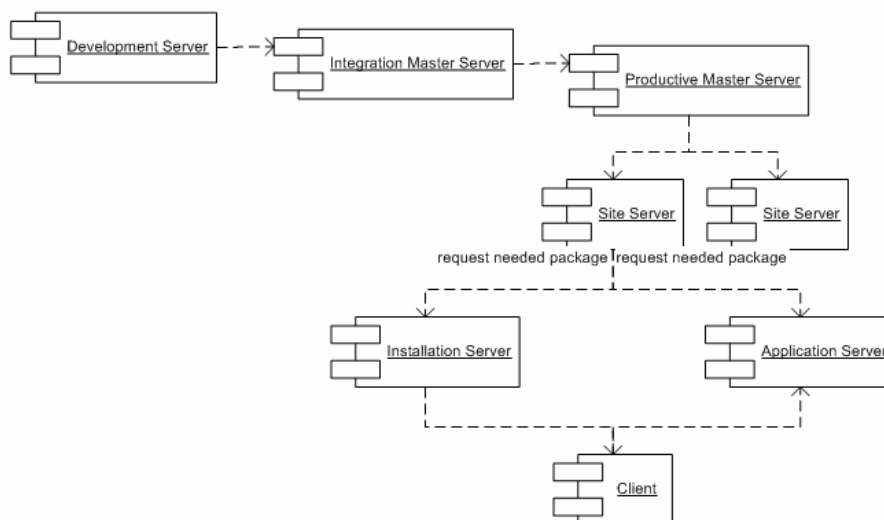 Development Server
Integration Master Server
Productive Master Server
Site Server
Site Server
request needed package
request needed package
Installation Server
Application Server
Client